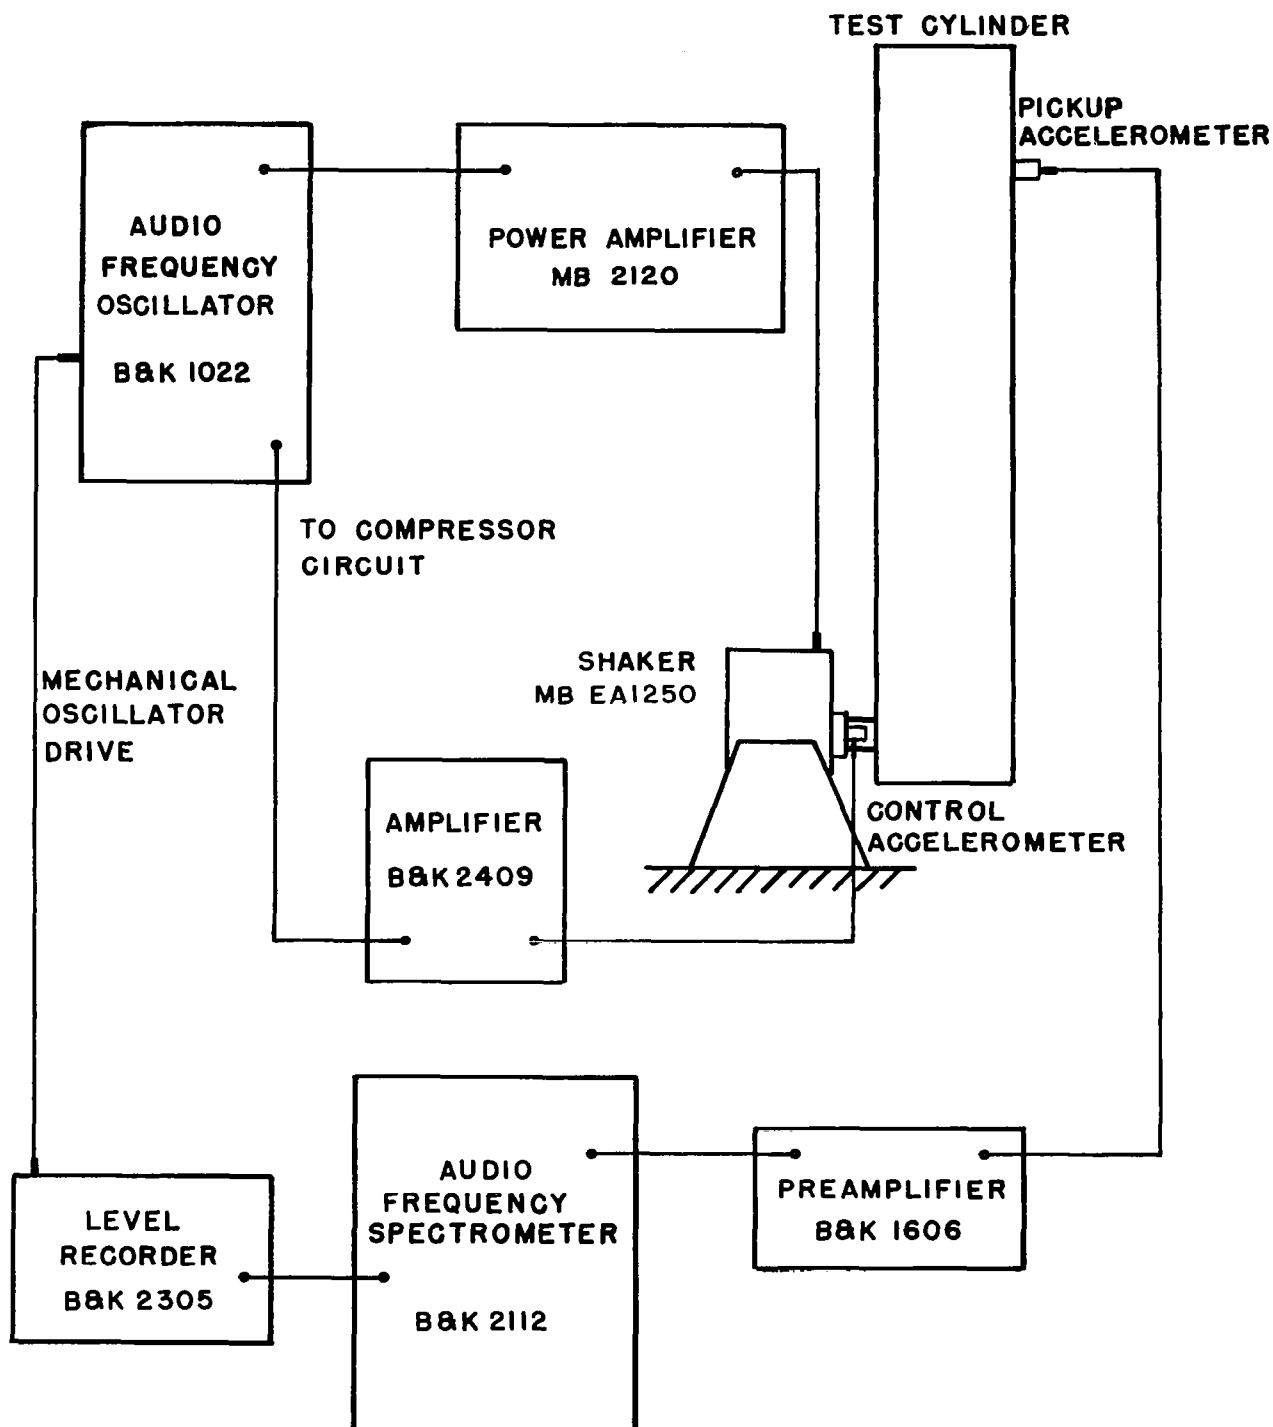 TEST CYLINDER
PICKUP
ACCELEROMETER
AUDIO
FREQUENCY
OSCILLATOR
B&K 1022
POWER AMPLIFIER
MB 2120
TO COMPRESSOR
CIRCUIT
MECHANICAL
OSCILLATOR
DRIVE
SHAKER
MB EA1250
CONTROL
ACCELEROMETER
AMPLIFIER
B&K 2409
LEVEL
RECORDER
B&K 2305
AUDIO
FREQUENCY
SPECTROMETER
B&K 2112
PREAMPLIFIER
B&K 1606